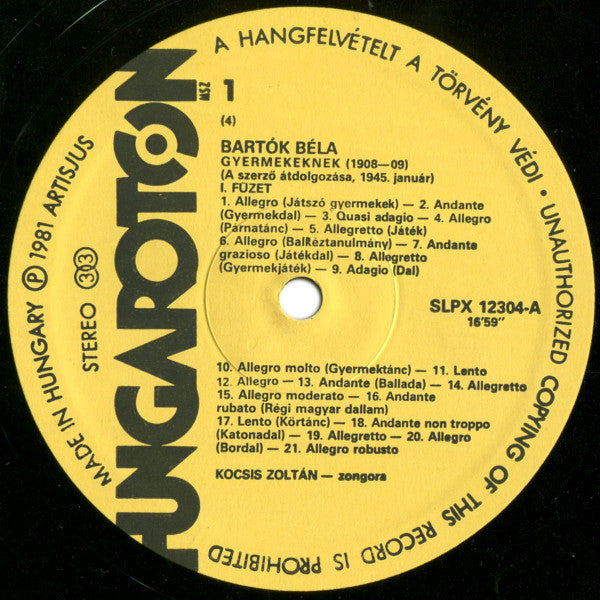 A HANGFELVÉTELT A TÖRVÉNY VÉDI • UNAUTHORIZED COPYING OF THIS RECORD IS PROHIBITED
MADE IN HUNGARY Ⓟ 1981 ARTISJUS
STEREO 303
HUNGAROTON
MSZ 1
(4)
BARTÓK BÉLA
GYERMEKEKNEK (1908—09)
(A szerző átdolgozása, 1945. január)
I. FÜZET
1. Allegro (Játszó gyermekek) — 2. Andante
(Gyermekdal) — 3. Quasi adagio — 4. Allegro
(Párnatánc) — 5. Allegretto (Játék)
6. Allegro (Balkéztanulmány) — 7. Andante
grazioso (Játékdal) — 8. Allegretto
(Gyermekjáték) — 9. Adagio (Dal)
SLPX 12304-A
16'59"
10. Allegro molto (Gyermektánc) — 11. Lento
12. Allegro — 13. Andante (Ballada) — 14. Allegretto
15. Allegro moderato — 16. Andante
rubato (Régi magyar dallam)
17. Lento (Körtánc) — 18. Andante non troppo
(Katonadal) — 19. Allegretto — 20. Allegro
(Bordal) — 21. Allegro robusto
KOCSIS ZOLTÁN — zongora